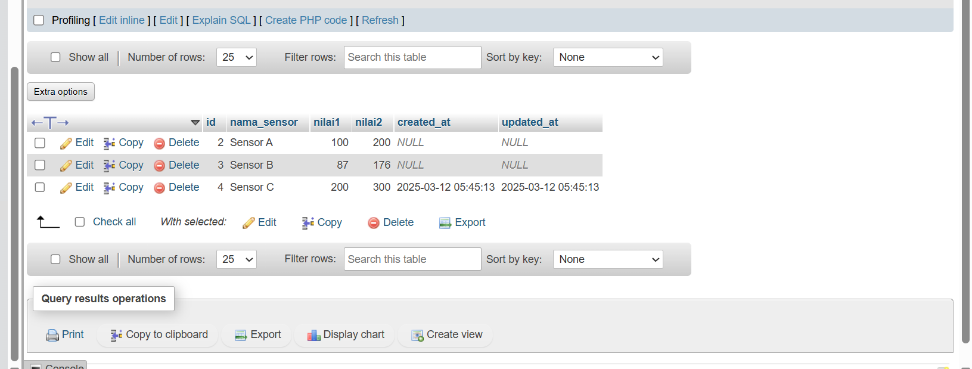 Profiling [ Edit inline ] [ Edit ] [ Explain SQL ] [ Create PHP code ] [ Refresh ]
Show all Number of rows: 25 Filter rows: Search this table Sort by key: None
Extra options
id nama_sensor nilai1 nilai2 created_at updated_at
Edit Copy Delete 2 Sensor A 100 200 NULL NULL
Edit Copy Delete 3 Sensor B 87 176 NULL NULL
Edit Copy Delete 4 Sensor C 200 300 2025-03-12 05:45:13 2025-03-12 05:45:13
Check all With selected: Edit Copy Delete Export
Show all Number of rows: 25 Filter rows: Search this table Sort by key: None
Query results operations
Print Copy to clipboard Export Display chart Create view
Console